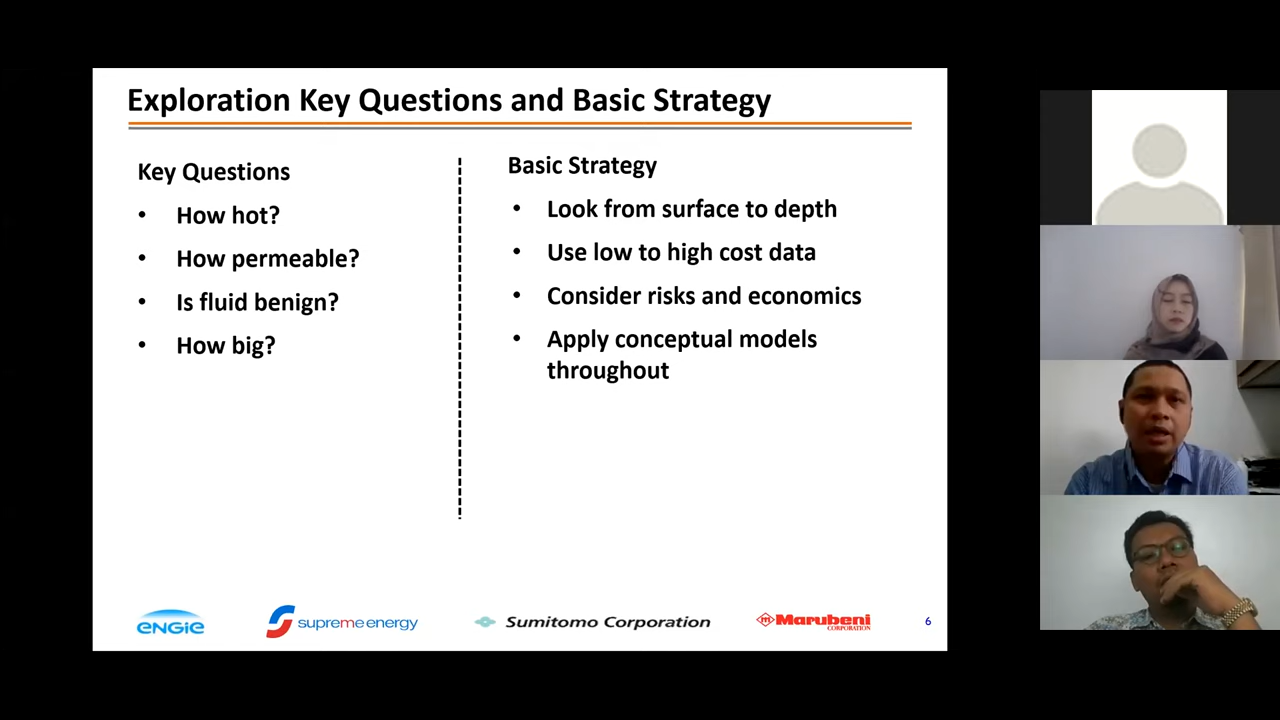 Exploration Key Questions and Basic Strategy
Key Questions
• How hot?
• How permeable?
• Is fluid benign?
• How big?
Basic Strategy
• Look from surface to depth
• Use low to high cost data
• Consider risks and economics
• Apply conceptual models
throughout
ENGIE
supreme energy
Sumitomo Corporation
Marubeni
CORPORATION
6